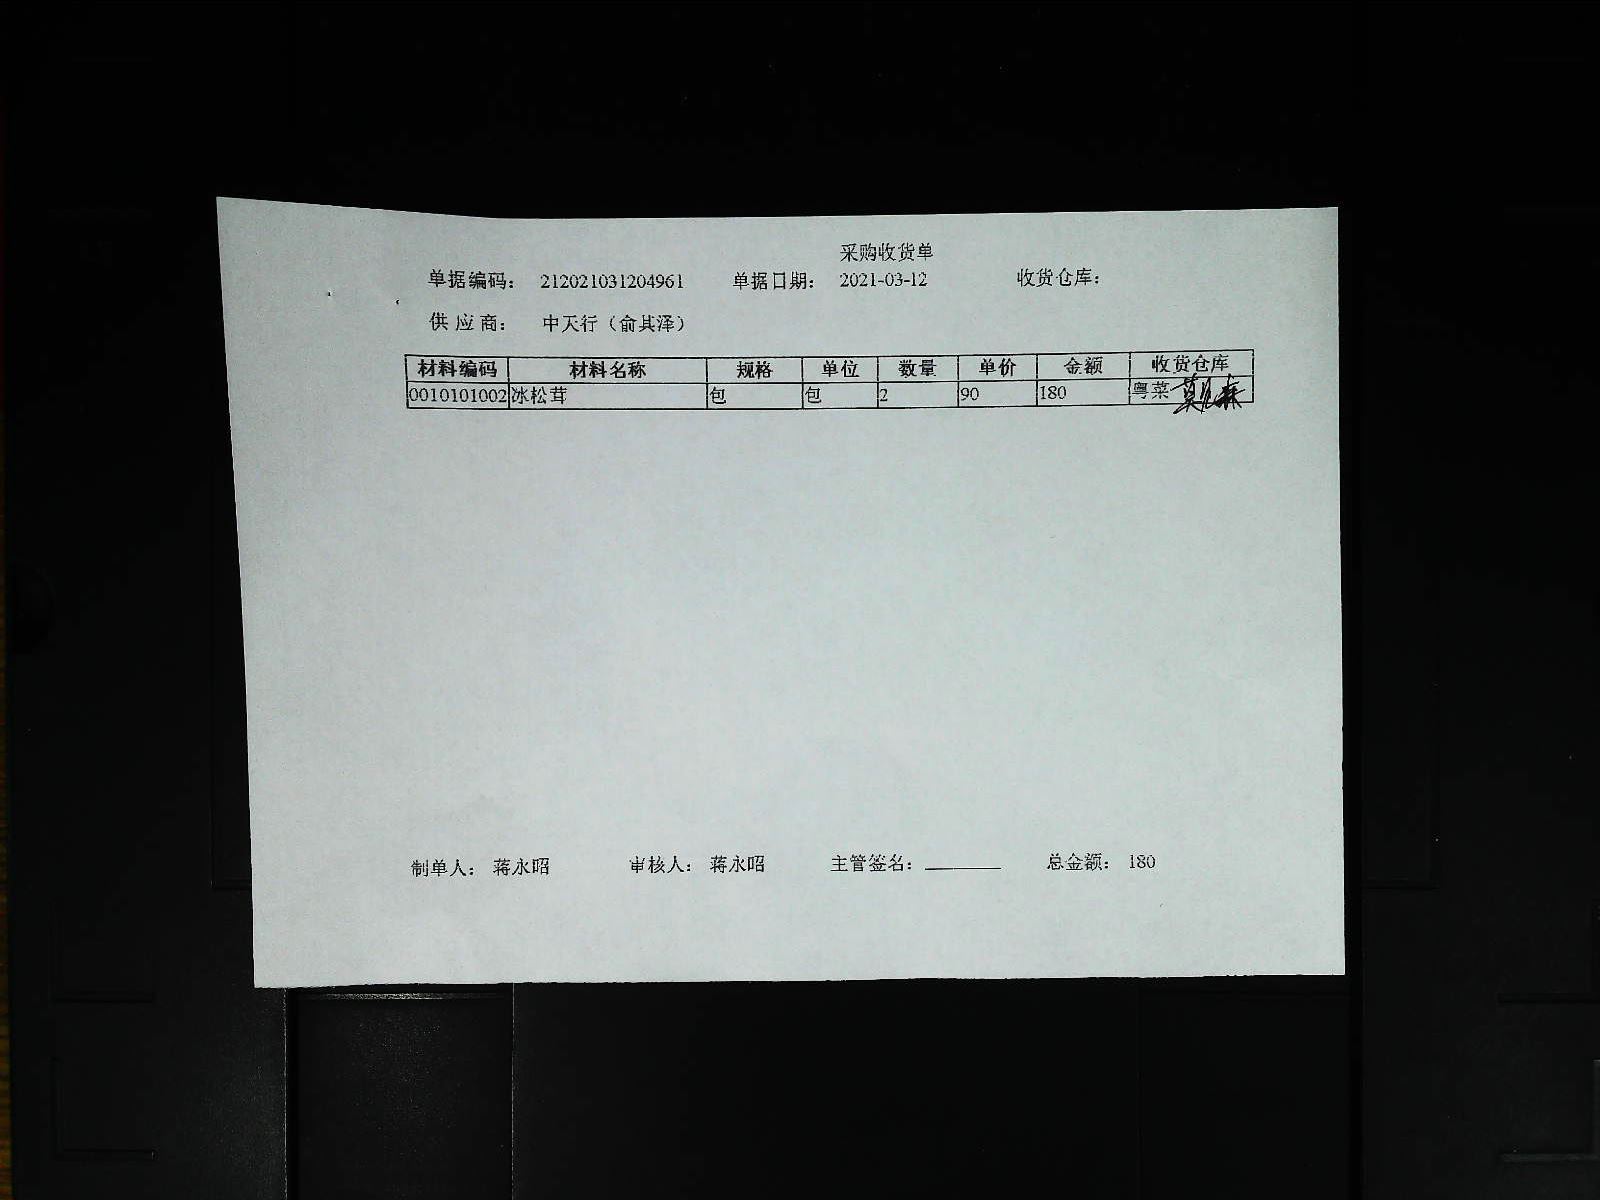 采购收货单
单据编码： 212021031204961 单据日期： 2021-03-12 收货仓库：
供 应 商： 中天行（俞其泽）
材料编码 材料名称 规格 单位 数量 单价 金额 收货仓库
0010101002 冰松茸 包 包 2 90 180 粤菜
制单人： 蒋永昭 审核人： 蒋永昭 主管签名： 总金额： 180